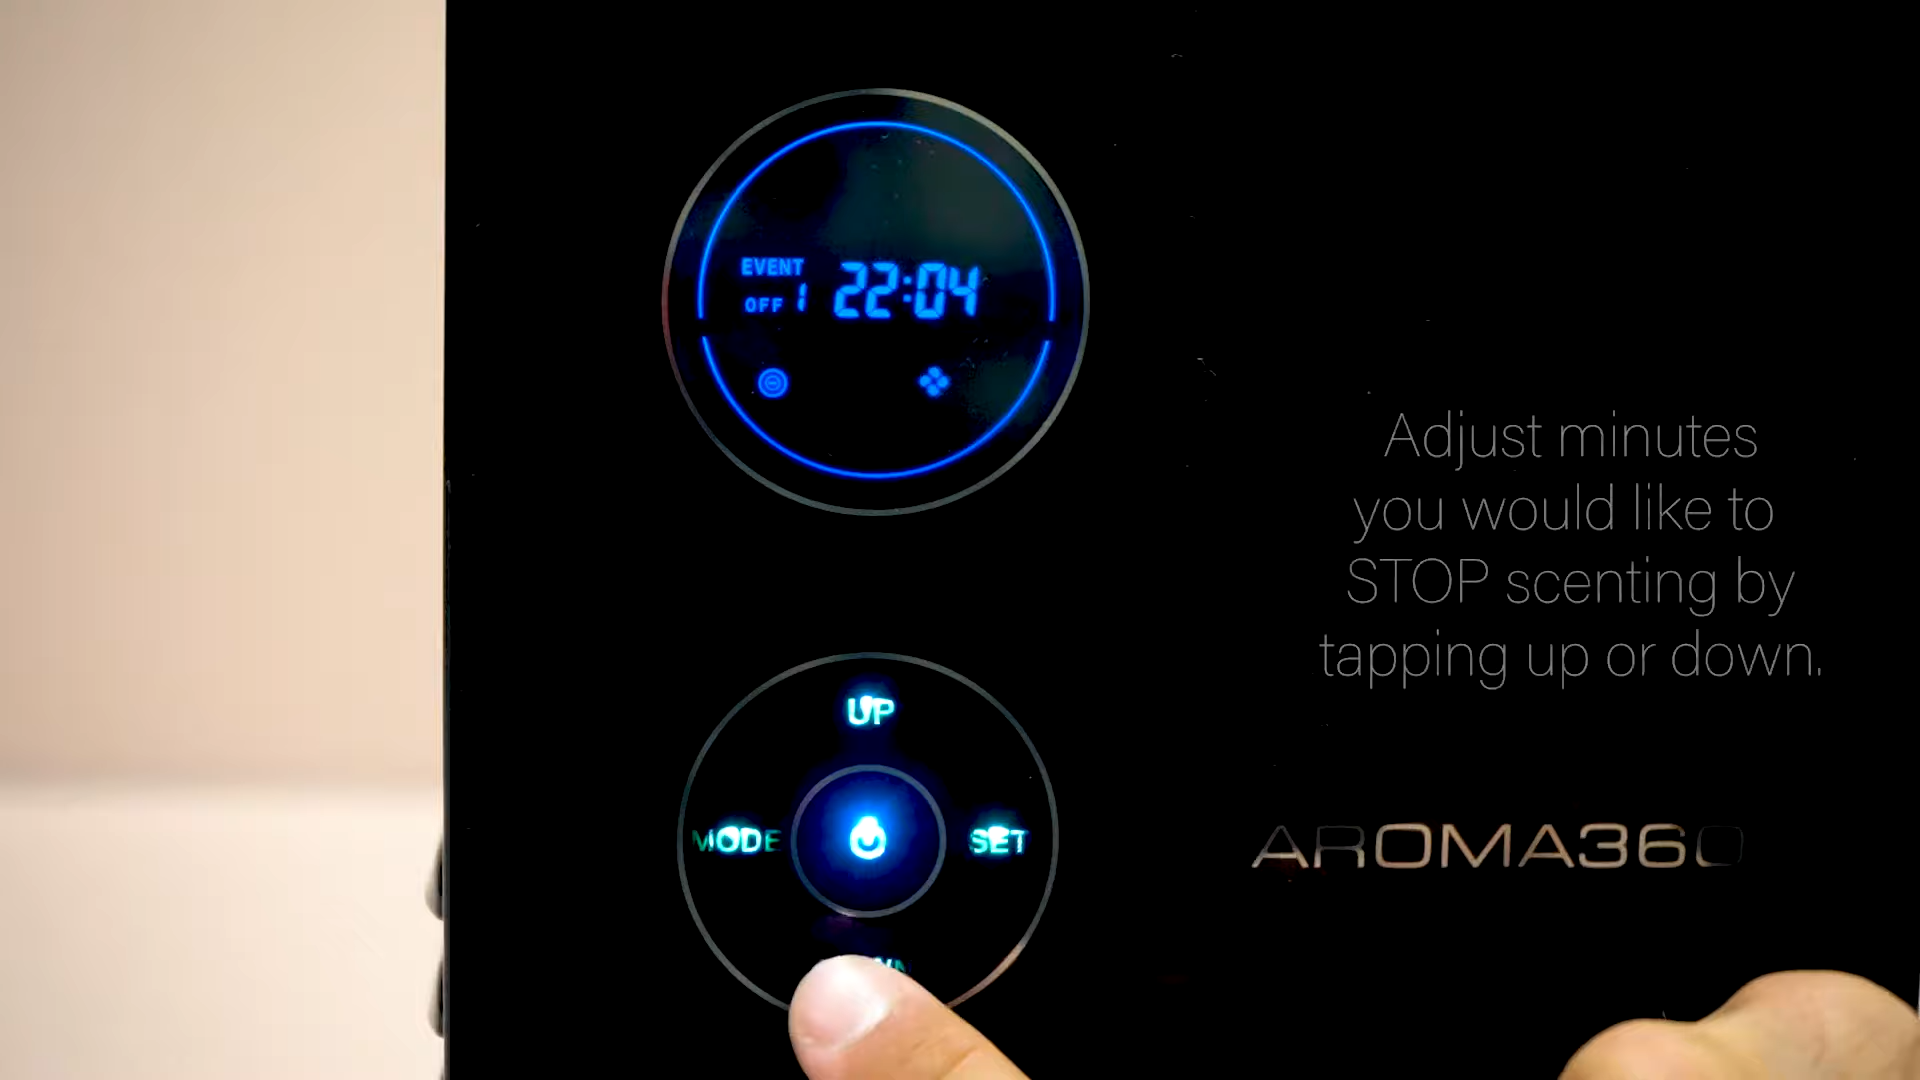 EVENT
OFF 1 22:04
Adjust minutes
you would like to
STOP scenting by
tapping up or down.
UP
MODE
SET
AROMA360